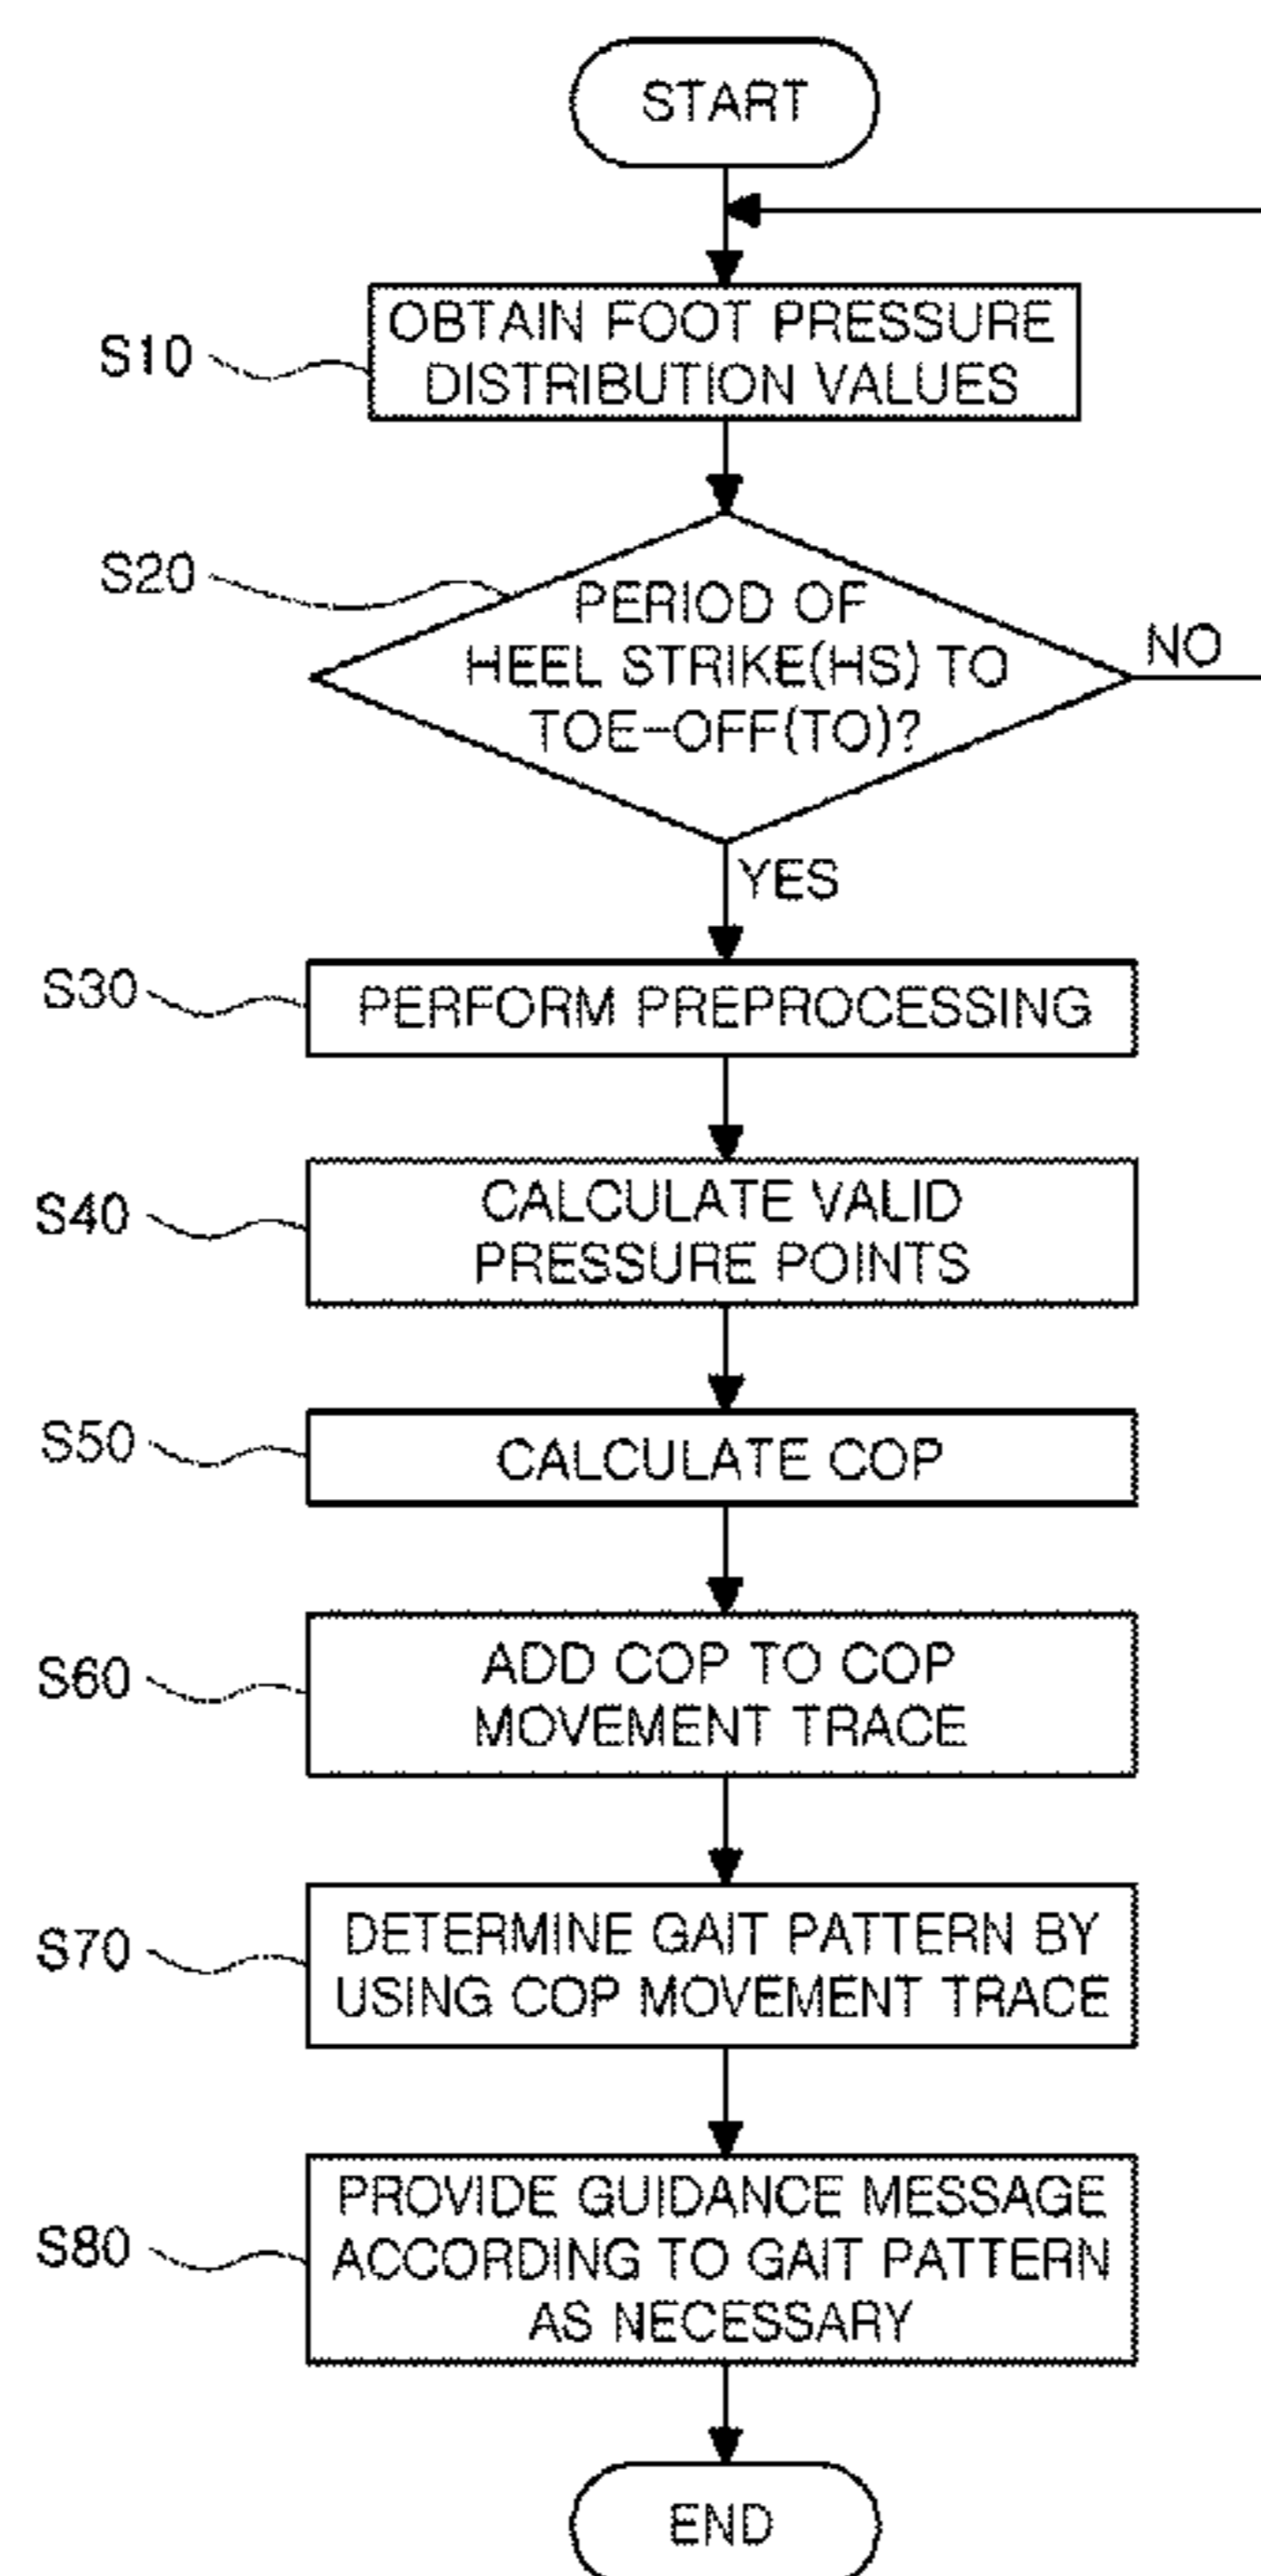 START
S10
OBTAIN FOOT PRESSURE
DISTRIBUTION VALUES
S20
PERIOD OF
HEEL STRIKE(HS) TO
TOE-OFF(TO)?
NO
YES
S30
PERFORM PREPROCESSING
S40
CALCULATE VALID
PRESSURE POINTS
S50
CALCULATE COP
S60
ADD COP TO COP
MOVEMENT TRACE
S70
DETERMINE GAIT PATTERN BY
USING COP MOVEMENT TRACE
S80
PROVIDE GUIDANCE MESSAGE
ACCORDING TO GAIT PATTERN
AS NECESSARY
END